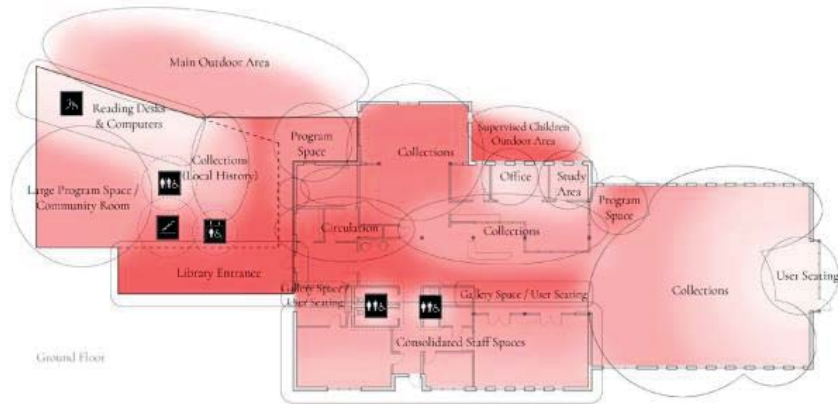 Main Outdoor Area
Reading Desks
& Computers
Program
Space
Supervised Children
Outdoor Area
Collections
Collections
(Local History)
Office
Study
Area
Large Program Space /
Community Room
Program
Space
Circulation
Collections
Library Entrance
Gallery Space /
User Seating
Gallery Space / User Seating
Collections
User Seating
Consolidated Staff Spaces
Ground Floor